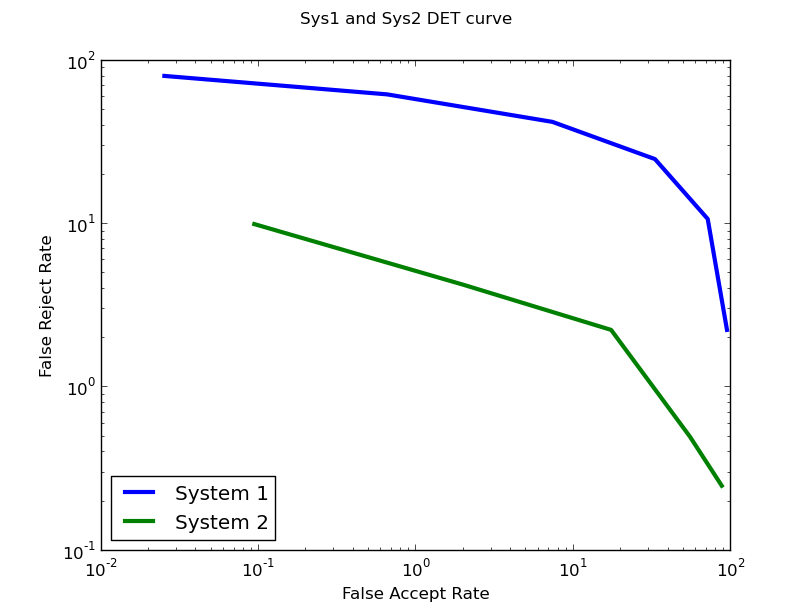 Sys1 and Sys2 DET curve
10^2
10^1
10^0
10^-1
False Reject Rate
System 1
System 2
10^-2 10^-1 10^0 10^1 10^2
False Accept Rate